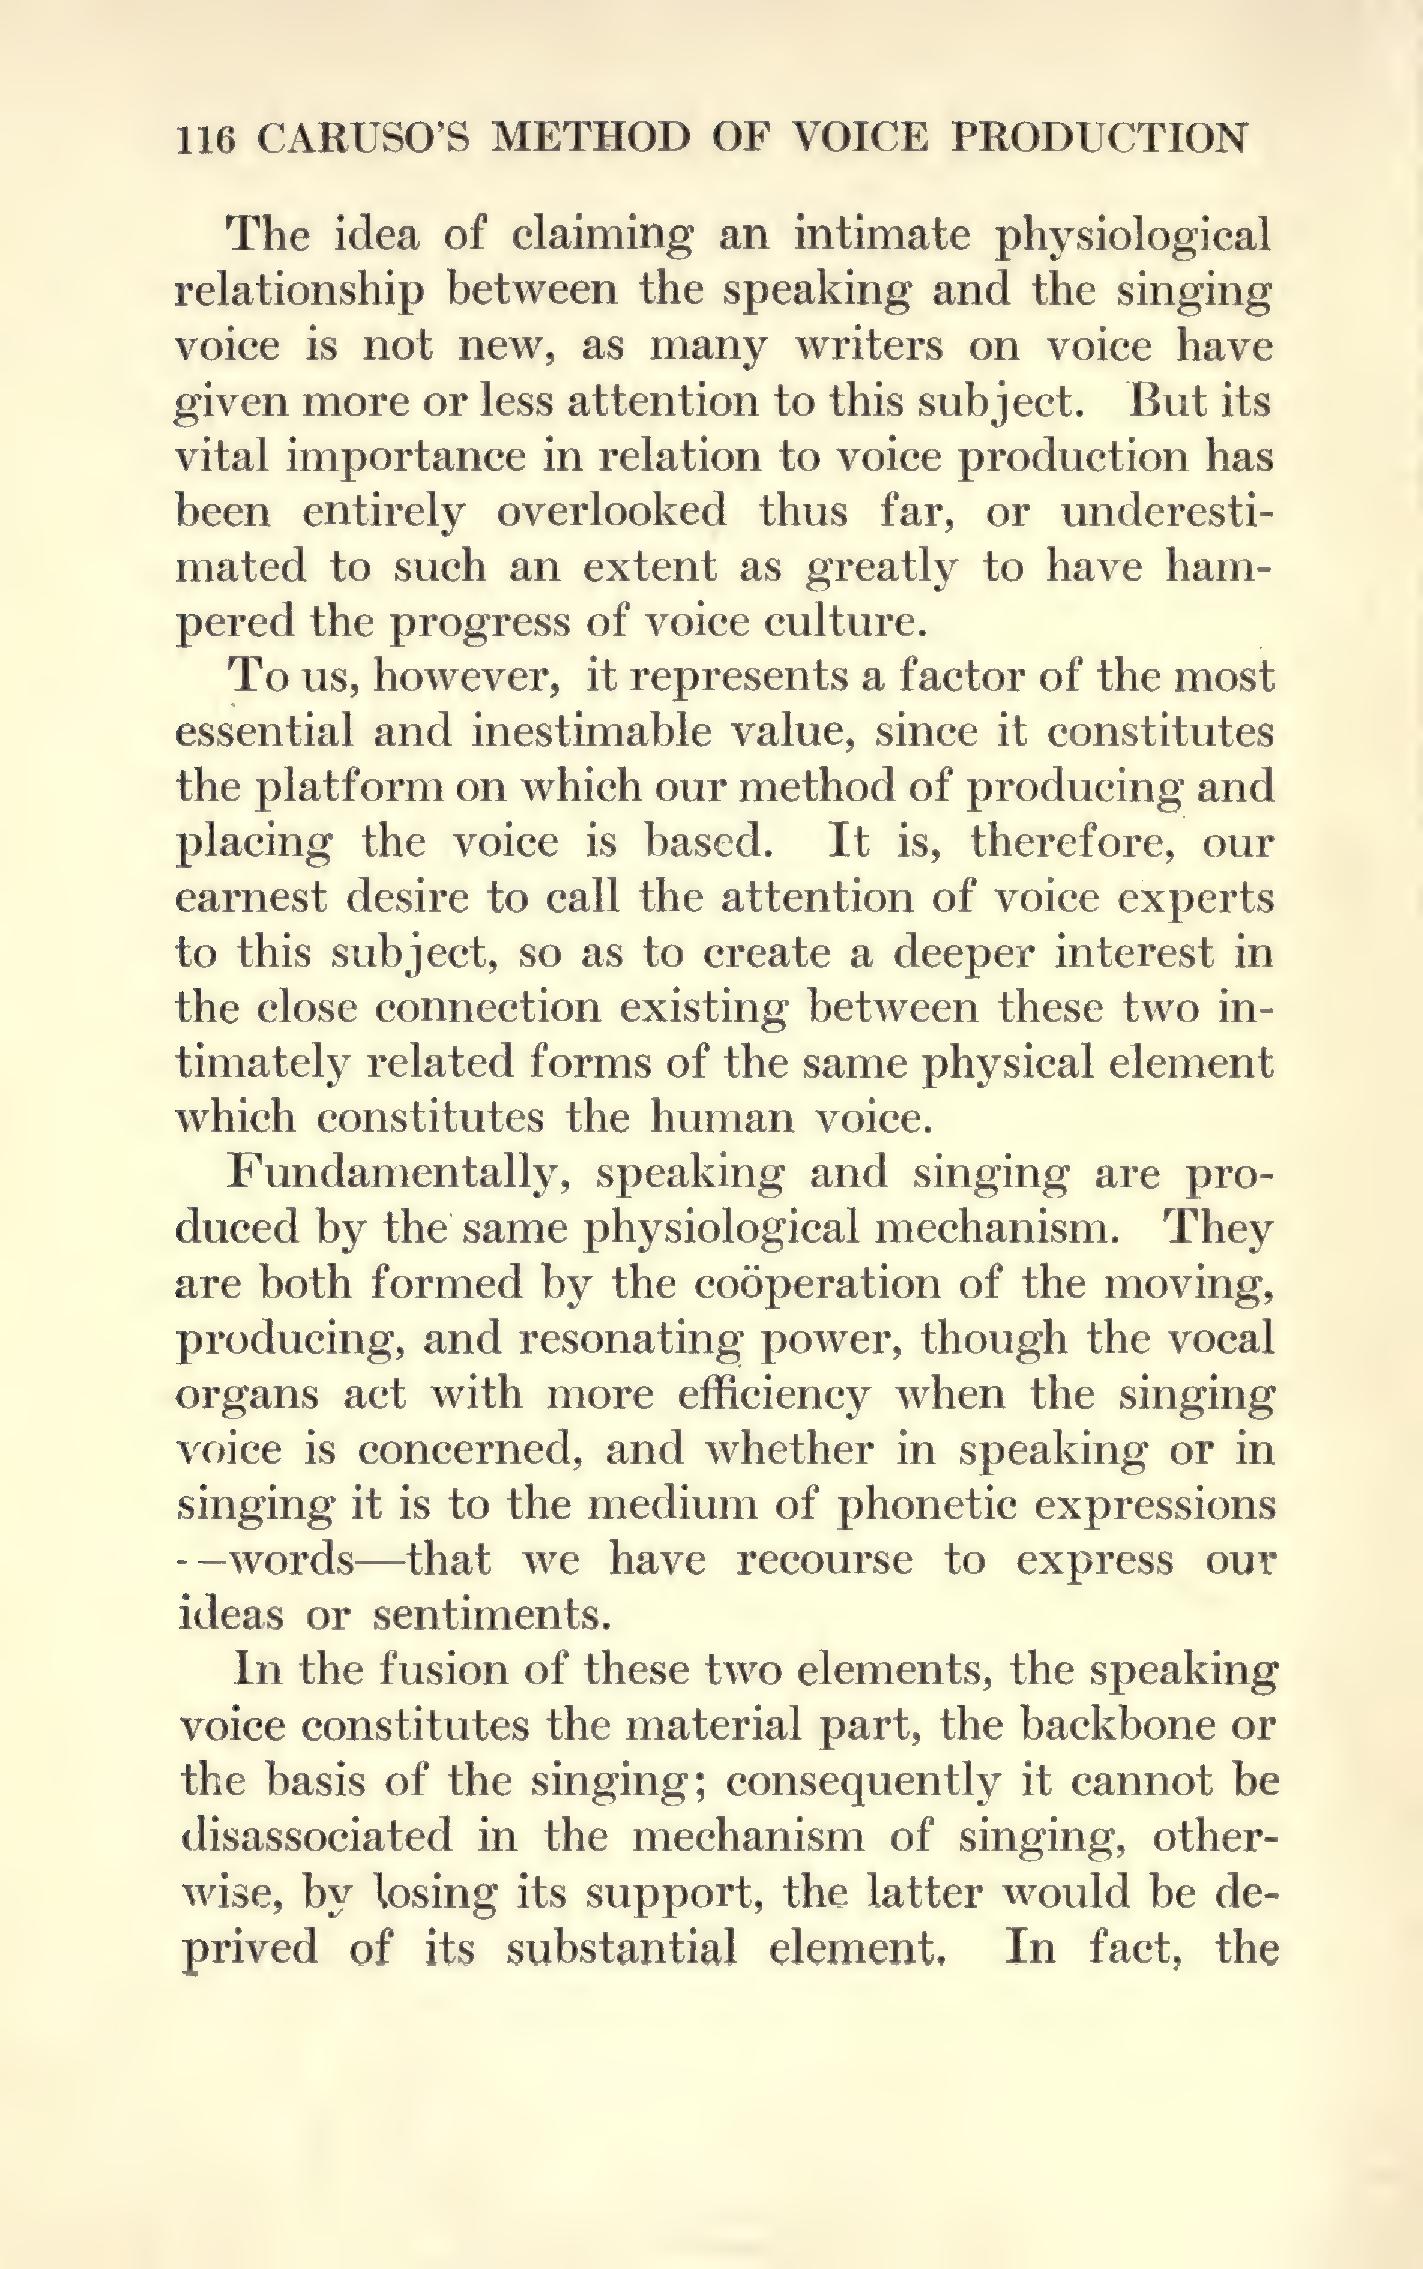 116 CARUSO'S METHOD OF VOICE PRODUCTION
The idea of claiming an intimate physiological
relationship between the speaking and the singing
voice is not new, as many writers on voice have
given more or less attention to this subject. But its
vital importance in relation to voice production has
been entirely overlooked thus far, or underesti-
mated to such an extent as greatly to have ham-
pered the progress of voice culture.
To us, however, it represents a factor of the most
essential and inestimable value, since it constitutes
the platform on which our method of producing and
placing the voice is based. It is, therefore, our
earnest desire to call the attention of voice experts
to this subject, so as to create a deeper interest in
the close connection existing between these two in-
timately related forms of the same physical element
which constitutes the human voice.
Fundamentally, speaking and singing are pro-
duced by the same physiological mechanism. They
are both formed by the coöperation of the moving,
producing, and resonating power, though the vocal
organs act with more efficiency when the singing
voice is concerned, and whether in speaking or in
singing it is to the medium of phonetic expressions
—words—that we have recourse to express our
ideas or sentiments.
In the fusion of these two elements, the speaking
voice constitutes the material part, the backbone or
the basis of the singing; consequently it cannot be
disassociated in the mechanism of singing, other-
wise, by losing its support, the latter would be de-
prived of its substantial element. In fact, the